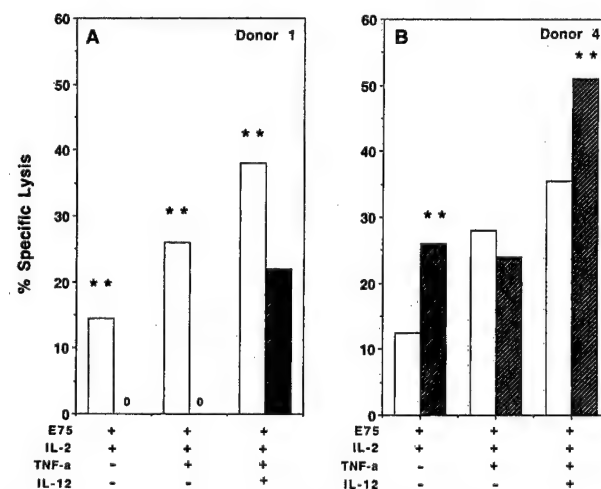 A
Donor 1
B
Donor 4
% Specific Lysis
60
50
40
30
20
10
0
60
50
40
30
20
10
0
** ** **
0 0
** **
E75 + + +
IL-2 + + +
TNF-a - + +
IL-12 - - +
E75 + + +
IL-2 + + +
TNF-a - + +
IL-12 - - +